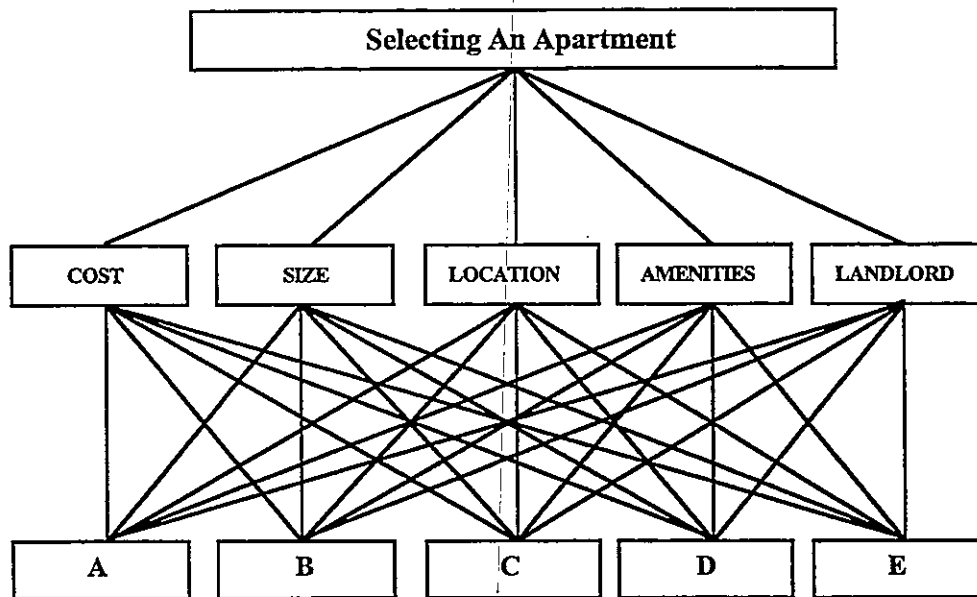 Selecting An Apartment
COST
SIZE
LOCATION
AMENITIES
LANDLORD
A
B
C
D
E